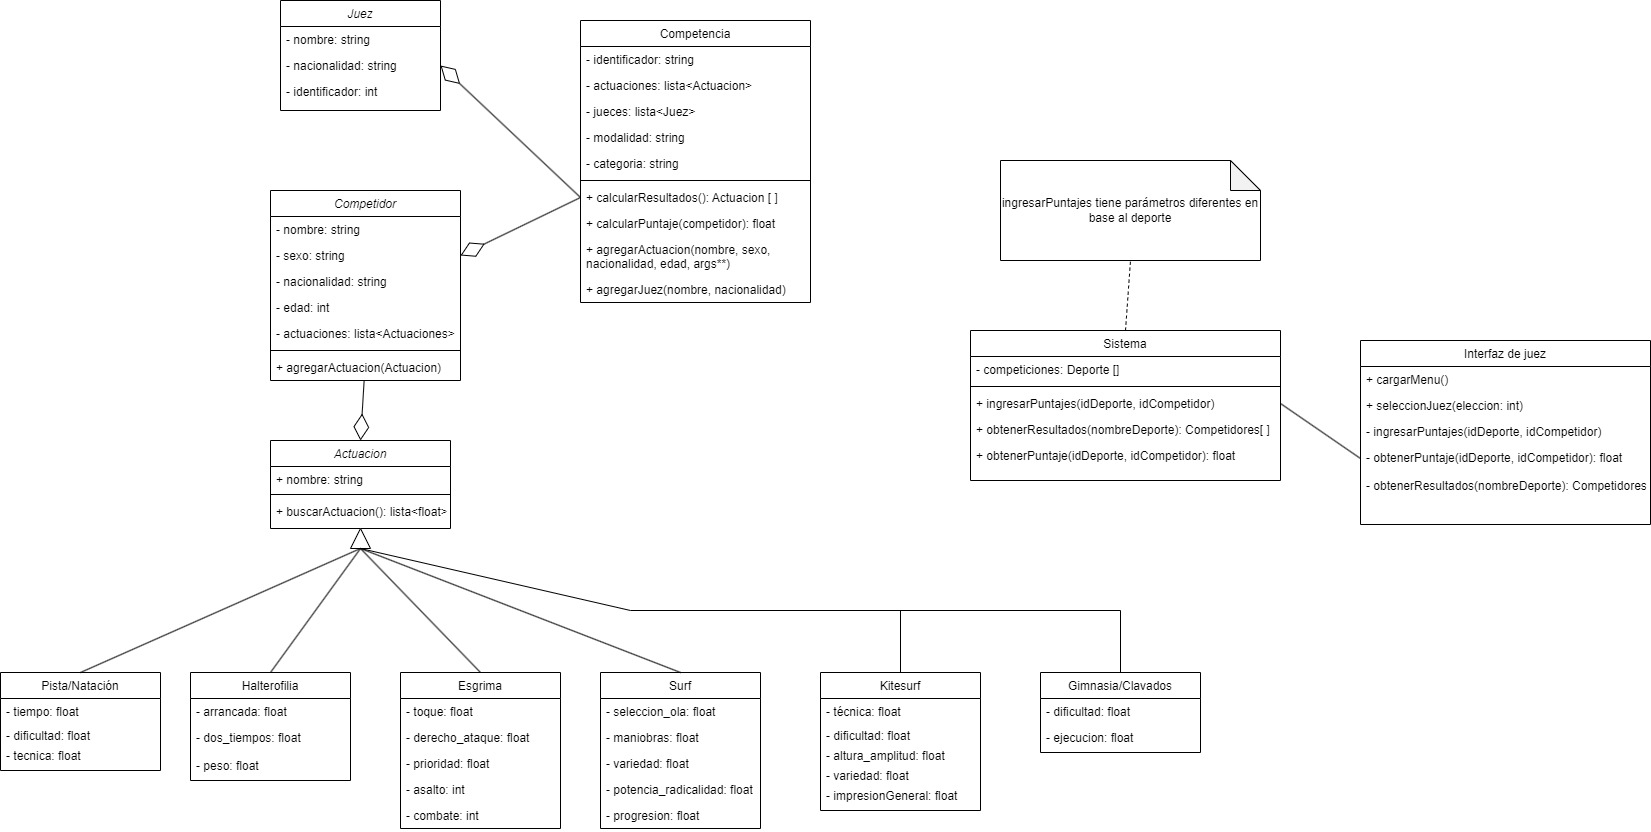 Juez
- nombre: string
- nacionalidad: string
- identificador: int
Competencia
- identificador: string
- actuaciones: lista<Actuacion>
- jueces: lista<Juez>
- modalidad: string
- categoria: string
+ calcularResultados(): Actuacion [ ]
+ calcularPuntaje(competidor): float
+ agregarActuacion(nombre, sexo,
nacionalidad, edad, args**)
+ agregarJuez(nombre, nacionalidad)
Competidor
- nombre: string
- sexo: string
- nacionalidad: string
- edad: int
- actuaciones: lista<Actuaciones>
+ agregarActuacion(Actuacion)
Actuacion
+ nombre: string
+ buscarActuacion(): lista<float>
ingresarPuntajes tiene parámetros diferentes en
base al deporte
Sistema
- competiciones: Deporte []
+ ingresarPuntajes(idDeporte, idCompetidor)
+ obtenerResultados(nombreDeporte): Competidores[ ]
+ obtenerPuntaje(idDeporte, idCompetidor): float
Interfaz de juez
+ cargarMenu()
+ seleccionJuez(eleccion: int)
- ingresarPuntajes(idDeporte, idCompetidor)
- obtenerPuntaje(idDeporte, idCompetidor): float
- obtenerResultados(nombreDeporte): Competidores
Pista/Natación
- tiempo: float
- dificultad: float
- tecnica: float
Halterofilia
- arrancada: float
- dos_tiempos: float
- peso: float
Esgrima
- toque: float
- derecho_ataque: float
- prioridad: float
- asalto: int
- combate: int
Surf
- seleccion_ola: float
- maniobras: float
- variedad: float
- potencia_radicalidad: float
- progresion: float
Kitesurf
- técnica: float
- dificultad: float
- altura_amplitud: float
- variedad: float
- impresionGeneral: float
Gimnasia/Clavados
- dificultad: float
- ejecucion: float